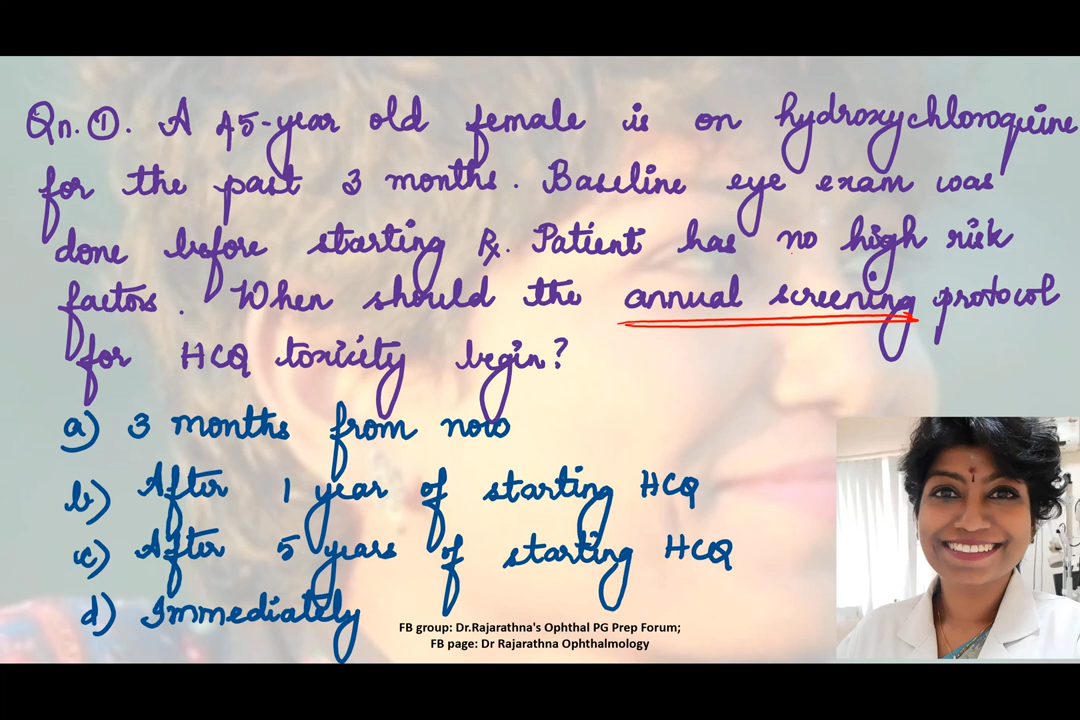 Qn.①. A 45-year old female is on hydroxychloroquine
for the past 3 months. Baseline eye exam was
done before starting ℞. Patient has no high risk
factors. When should the annual screening protocol
for HCQ toxicity begin?
a) 3 months from now
b) After 1 year of starting HCQ
c) After 5 years of starting HCQ
d) Immediately
FB group: Dr.Rajarathna's Ophthal PG Prep Forum;
FB page: Dr Rajarathna Ophthalmology